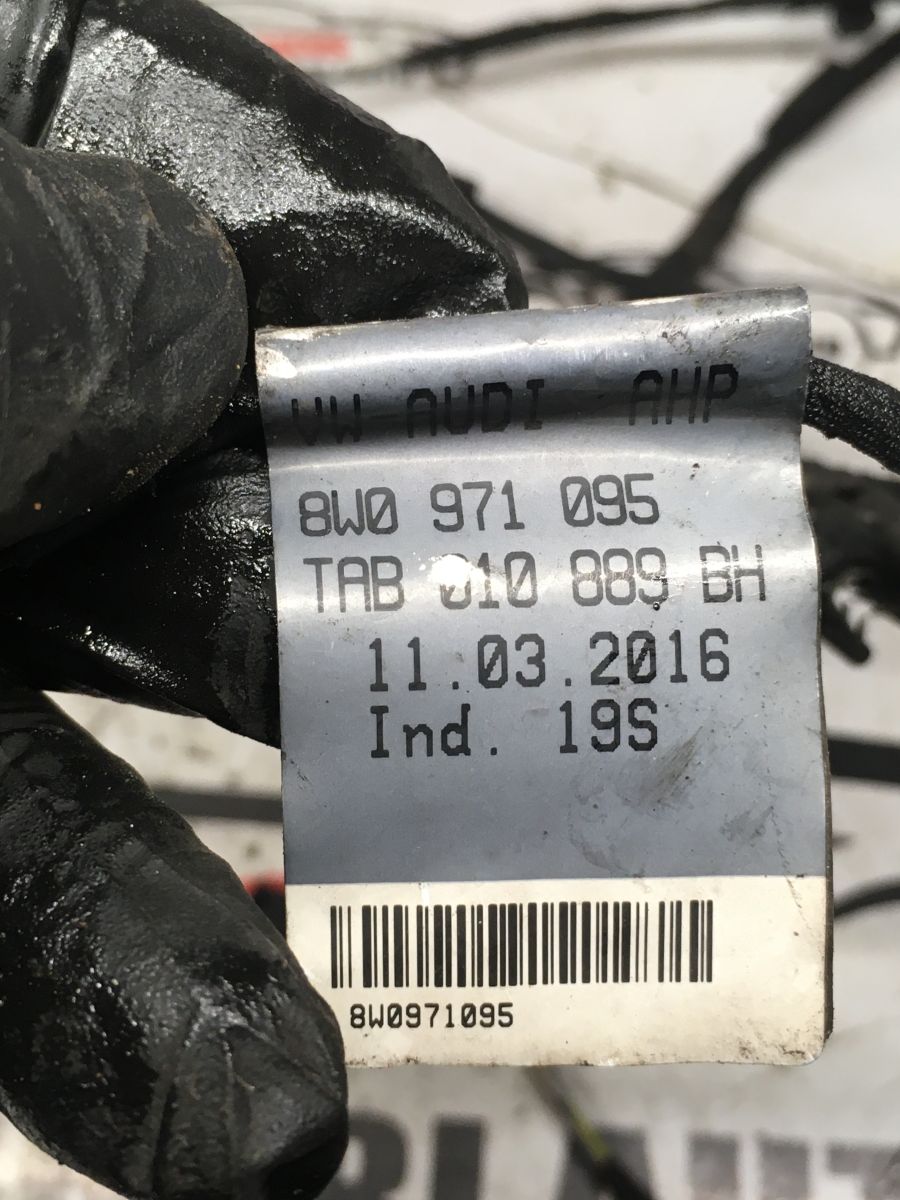 VW AUDI AHP
8W0 971 095
TAB 010 889 BH
11.03.2016
Ind. 19S
8W0971095